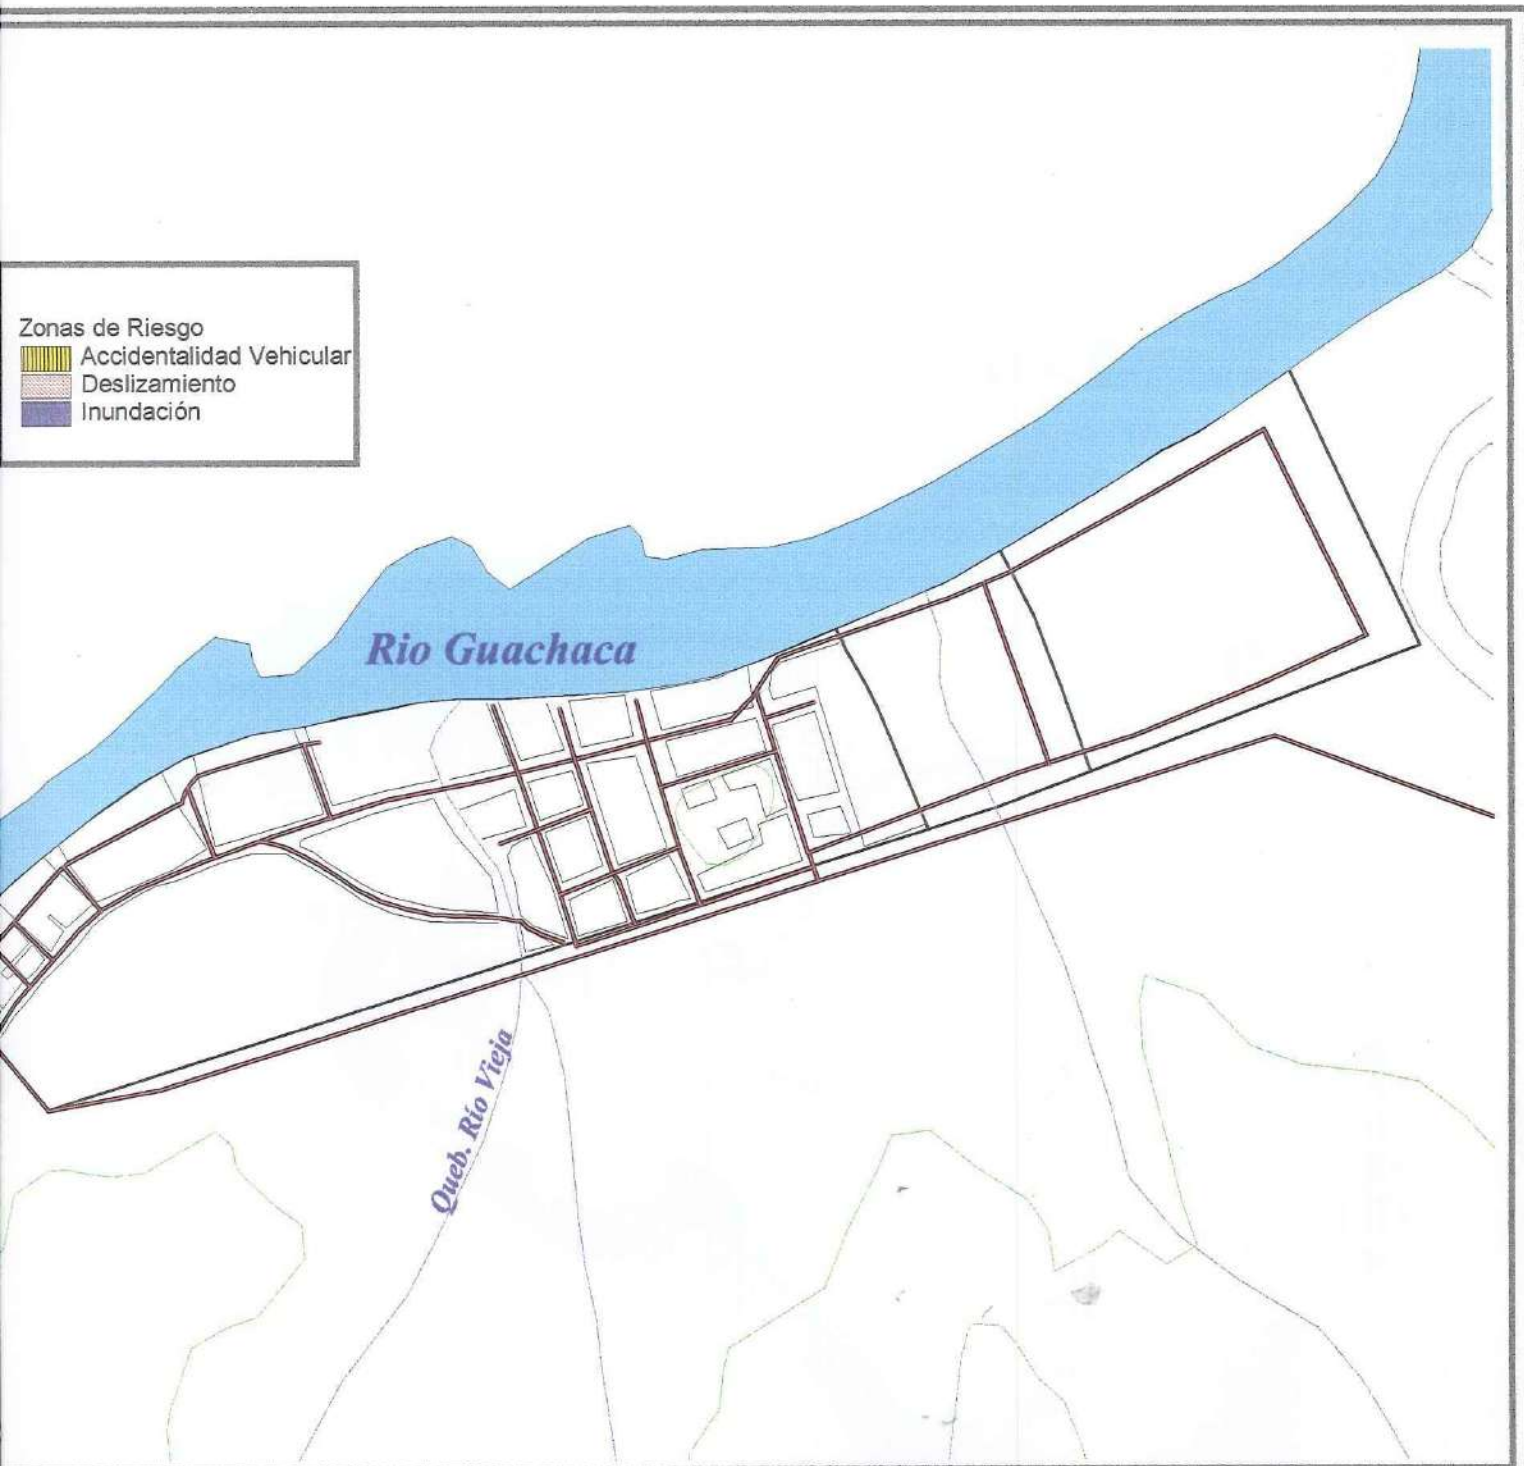 Zonas de Riesgo
Accidentalidad Vehicular
Deslizamiento
Inundación
Rio Guachaca
Queb. Río Vieja